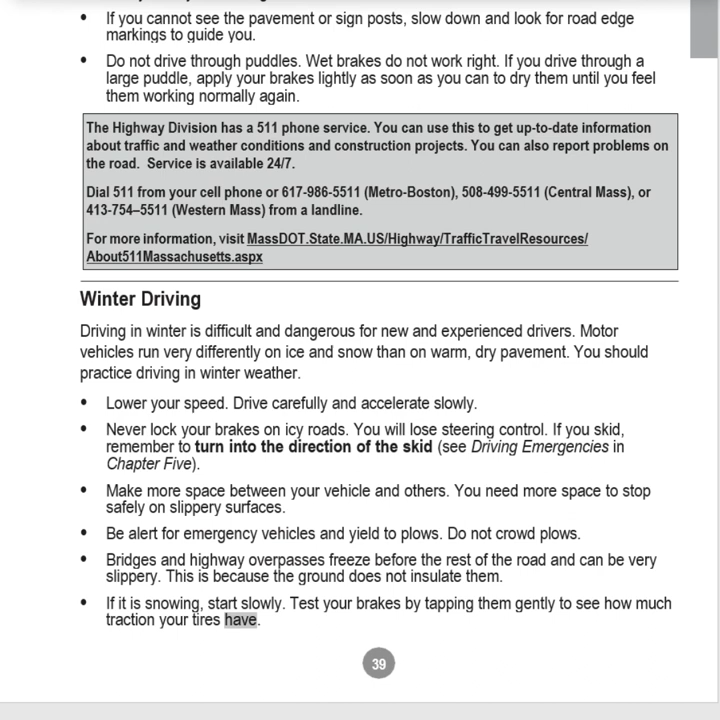 • If you cannot see the pavement or sign posts, slow down and look for road edge
markings to guide you.
• Do not drive through puddles. Wet brakes do not work right. If you drive through a
large puddle, apply your brakes lightly as soon as you can to dry them until you feel
them working normally again.
The Highway Division has a 511 phone service. You can use this to get up-to-date information
about traffic and weather conditions and construction projects. You can also report problems on
the road. Service is available 24/7.
Dial 511 from your cell phone or 617-986-5511 (Metro-Boston), 508-499-5511 (Central Mass), or
413-754–5511 (Western Mass) from a landline.
For more information, visit MassDOT.State.MA.US/Highway/TrafficTravelResources/
About511Massachusetts.aspx
Winter Driving
Driving in winter is difficult and dangerous for new and experienced drivers. Motor
vehicles run very differently on ice and snow than on warm, dry pavement. You should
practice driving in winter weather.
• Lower your speed. Drive carefully and accelerate slowly.
• Never lock your brakes on icy roads. You will lose steering control. If you skid,
remember to turn into the direction of the skid (see Driving Emergencies in
Chapter Five).
• Make more space between your vehicle and others. You need more space to stop
safely on slippery surfaces.
• Be alert for emergency vehicles and yield to plows. Do not crowd plows.
• Bridges and highway overpasses freeze before the rest of the road and can be very
slippery. This is because the ground does not insulate them.
• If it is snowing, start slowly. Test your brakes by tapping them gently to see how much
traction your tires have.
39